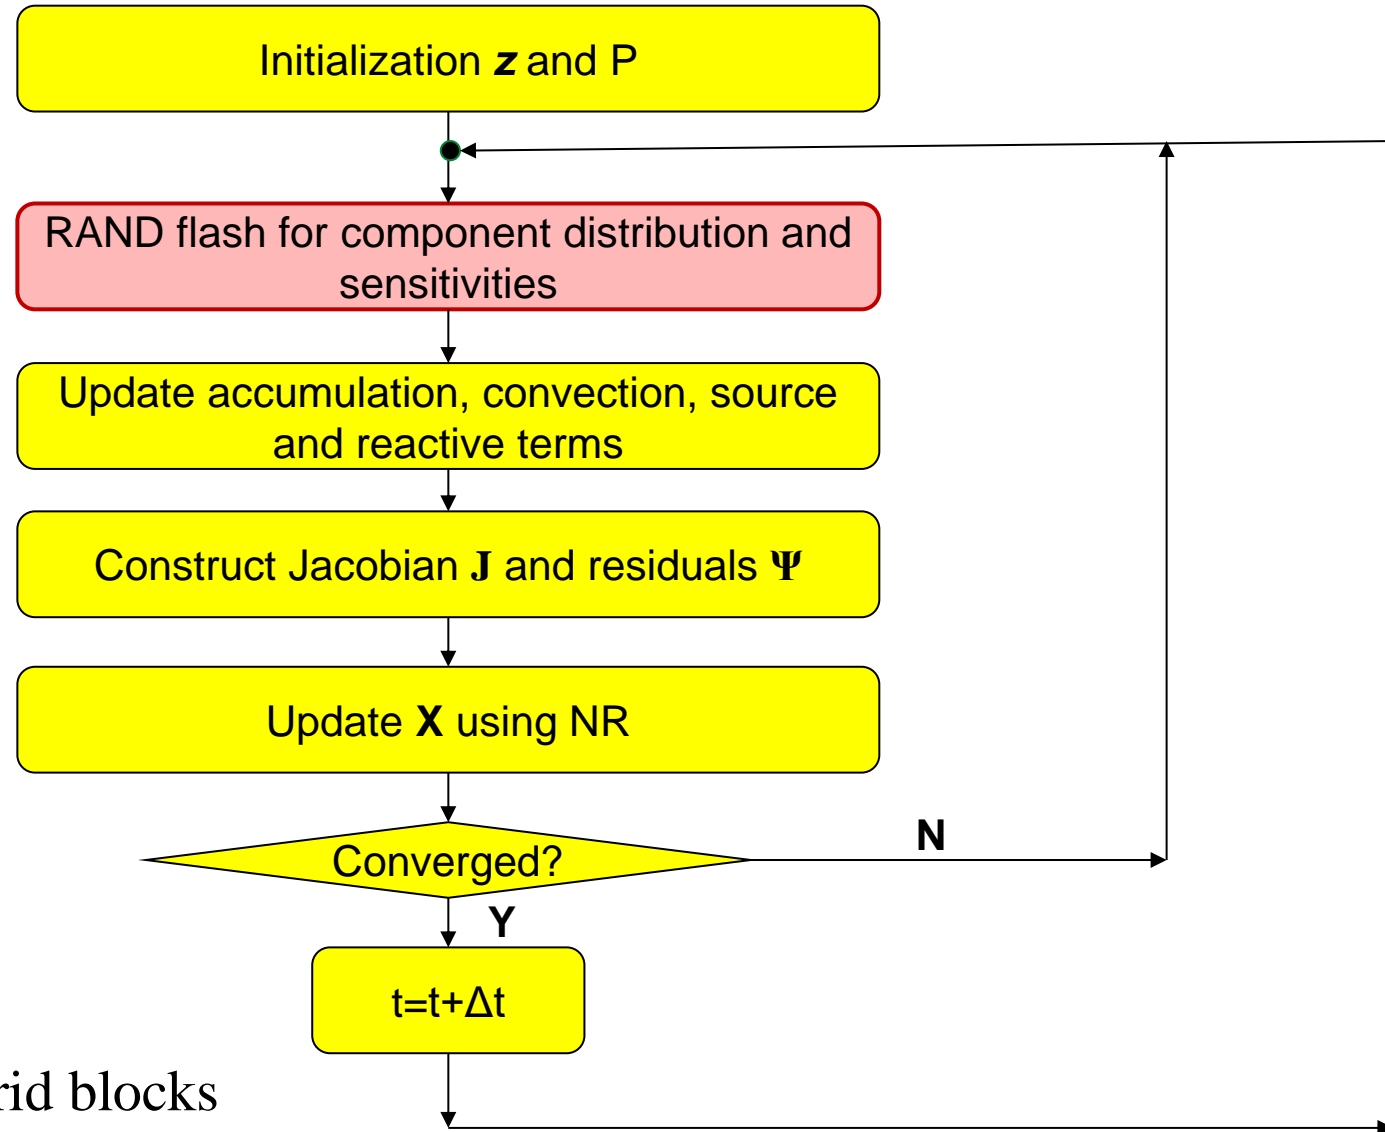 Initialization z and P
RAND flash for component distribution and
sensitivities
Update accumulation, convection, source
and reactive terms
Construct Jacobian J and residuals Ψ
Update X using NR
Converged?
N
Y
t=t+Δt
rid blocks